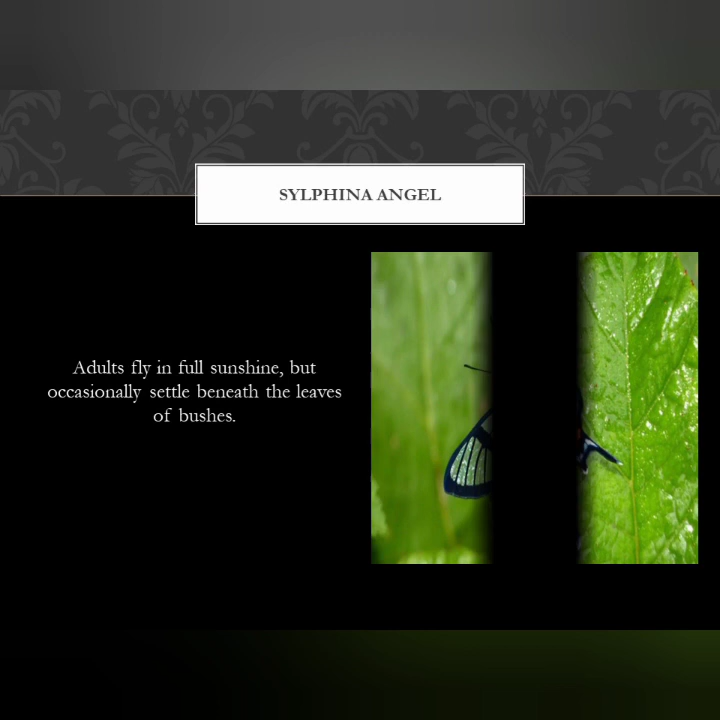 SYLPHINA ANGEL
Adults fly in full sunshine, but
occasionally settle beneath the leaves
of bushes.